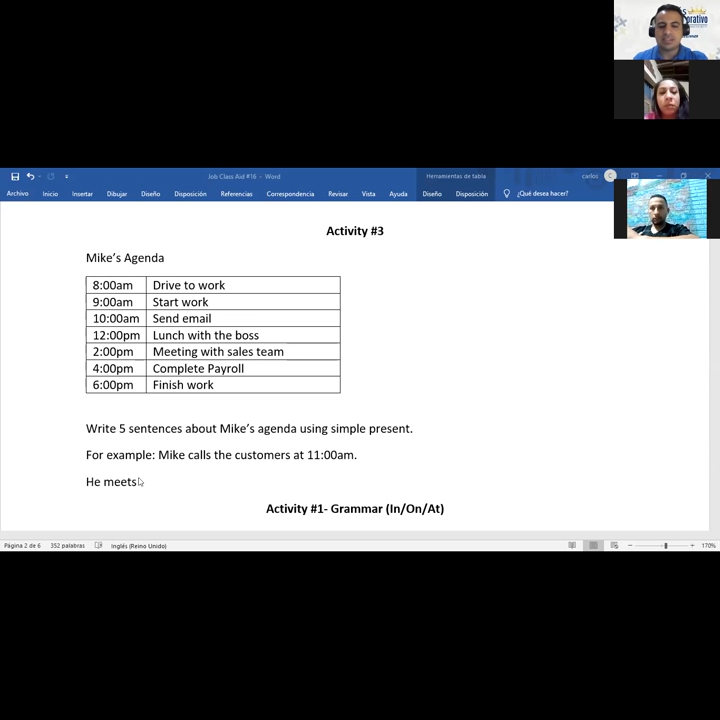 orativo
Job Class Aid #16 - Word
Herramientas de tabla
carlos
C
Archivo Inicio Insertar Dibujar Diseño Disposición Referencias Correspondencia Revisar Vista Ayuda Diseño Disposición ¿Qué desea hacer?
Activity #3
Mike's Agenda
8:00am Drive to work
9:00am Start work
10:00am Send email
12:00pm Lunch with the boss
2:00pm Meeting with sales team
4:00pm Complete Payroll
6:00pm Finish work
Write 5 sentences about Mike's agenda using simple present.
For example: Mike calls the customers at 11:00am.
He meets
Activity #1- Grammar (In/On/At)
Página 2 de 6 352 palabras Inglés (Reino Unido) 170%